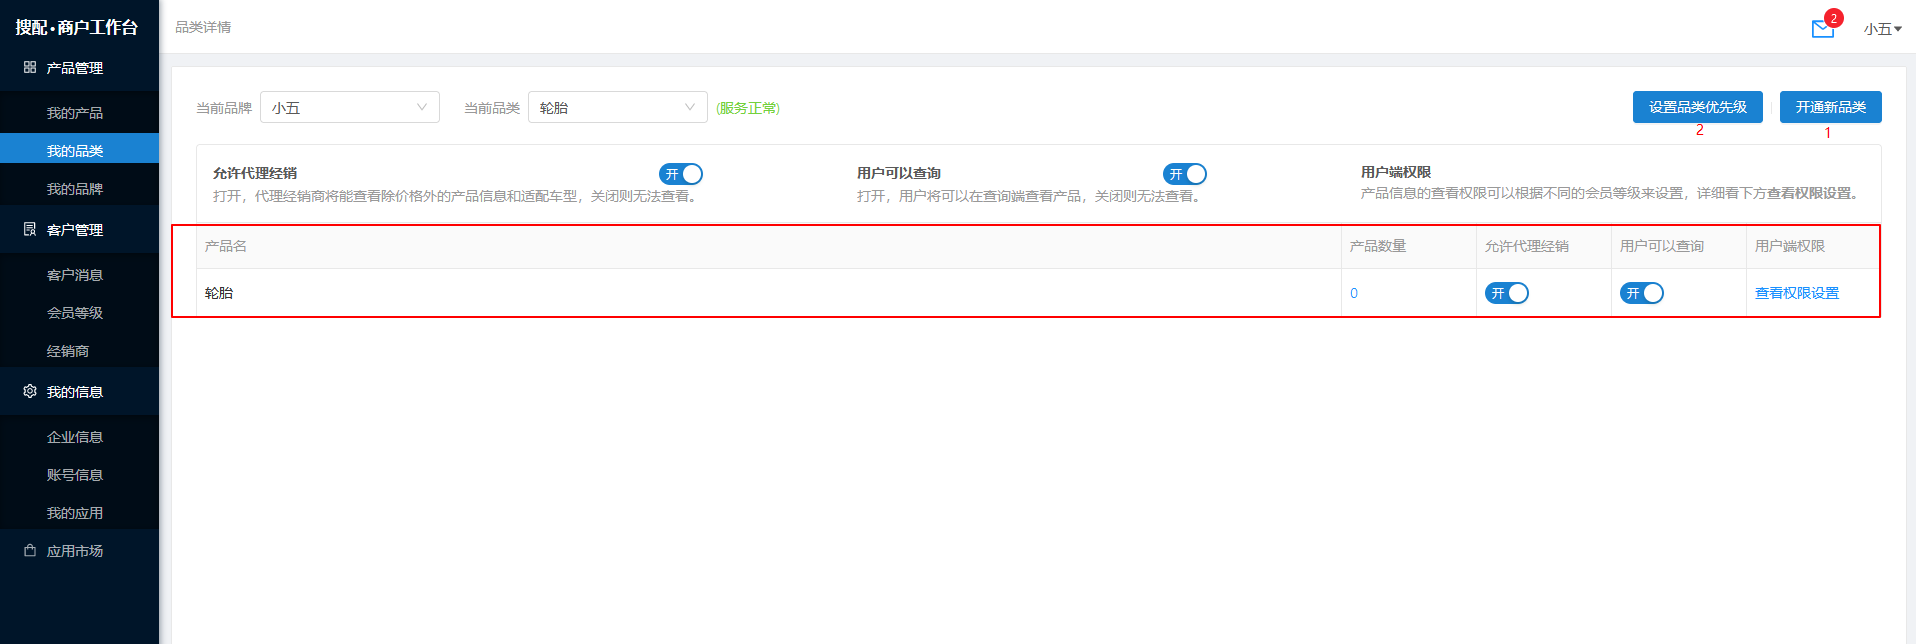 搜配·商户工作台
品类详情
2
小五
产品管理
我的产品
我的品类
我的品牌
客户管理
客户消息
会员等级
经销商
我的信息
企业信息
账号信息
我的应用
应用市场
当前品牌 小五 当前品类 轮胎 (服务正常)
设置品类优先级 开通新品类
2 1
允许代理经销 开 用户可以查询 开 用户端权限
打开，代理经销商将能查看除价格外的产品信息和适配车型，关闭则无法查看。 打开，用户将可以在查询端查看产品，关闭则无法查看。 产品信息的查看权限可以根据不同的会员等级来设置，详细看下方查看权限设置。
产品名 产品数量 允许代理经销 用户可以查询 用户端权限
轮胎 0 开 开 查看权限设置